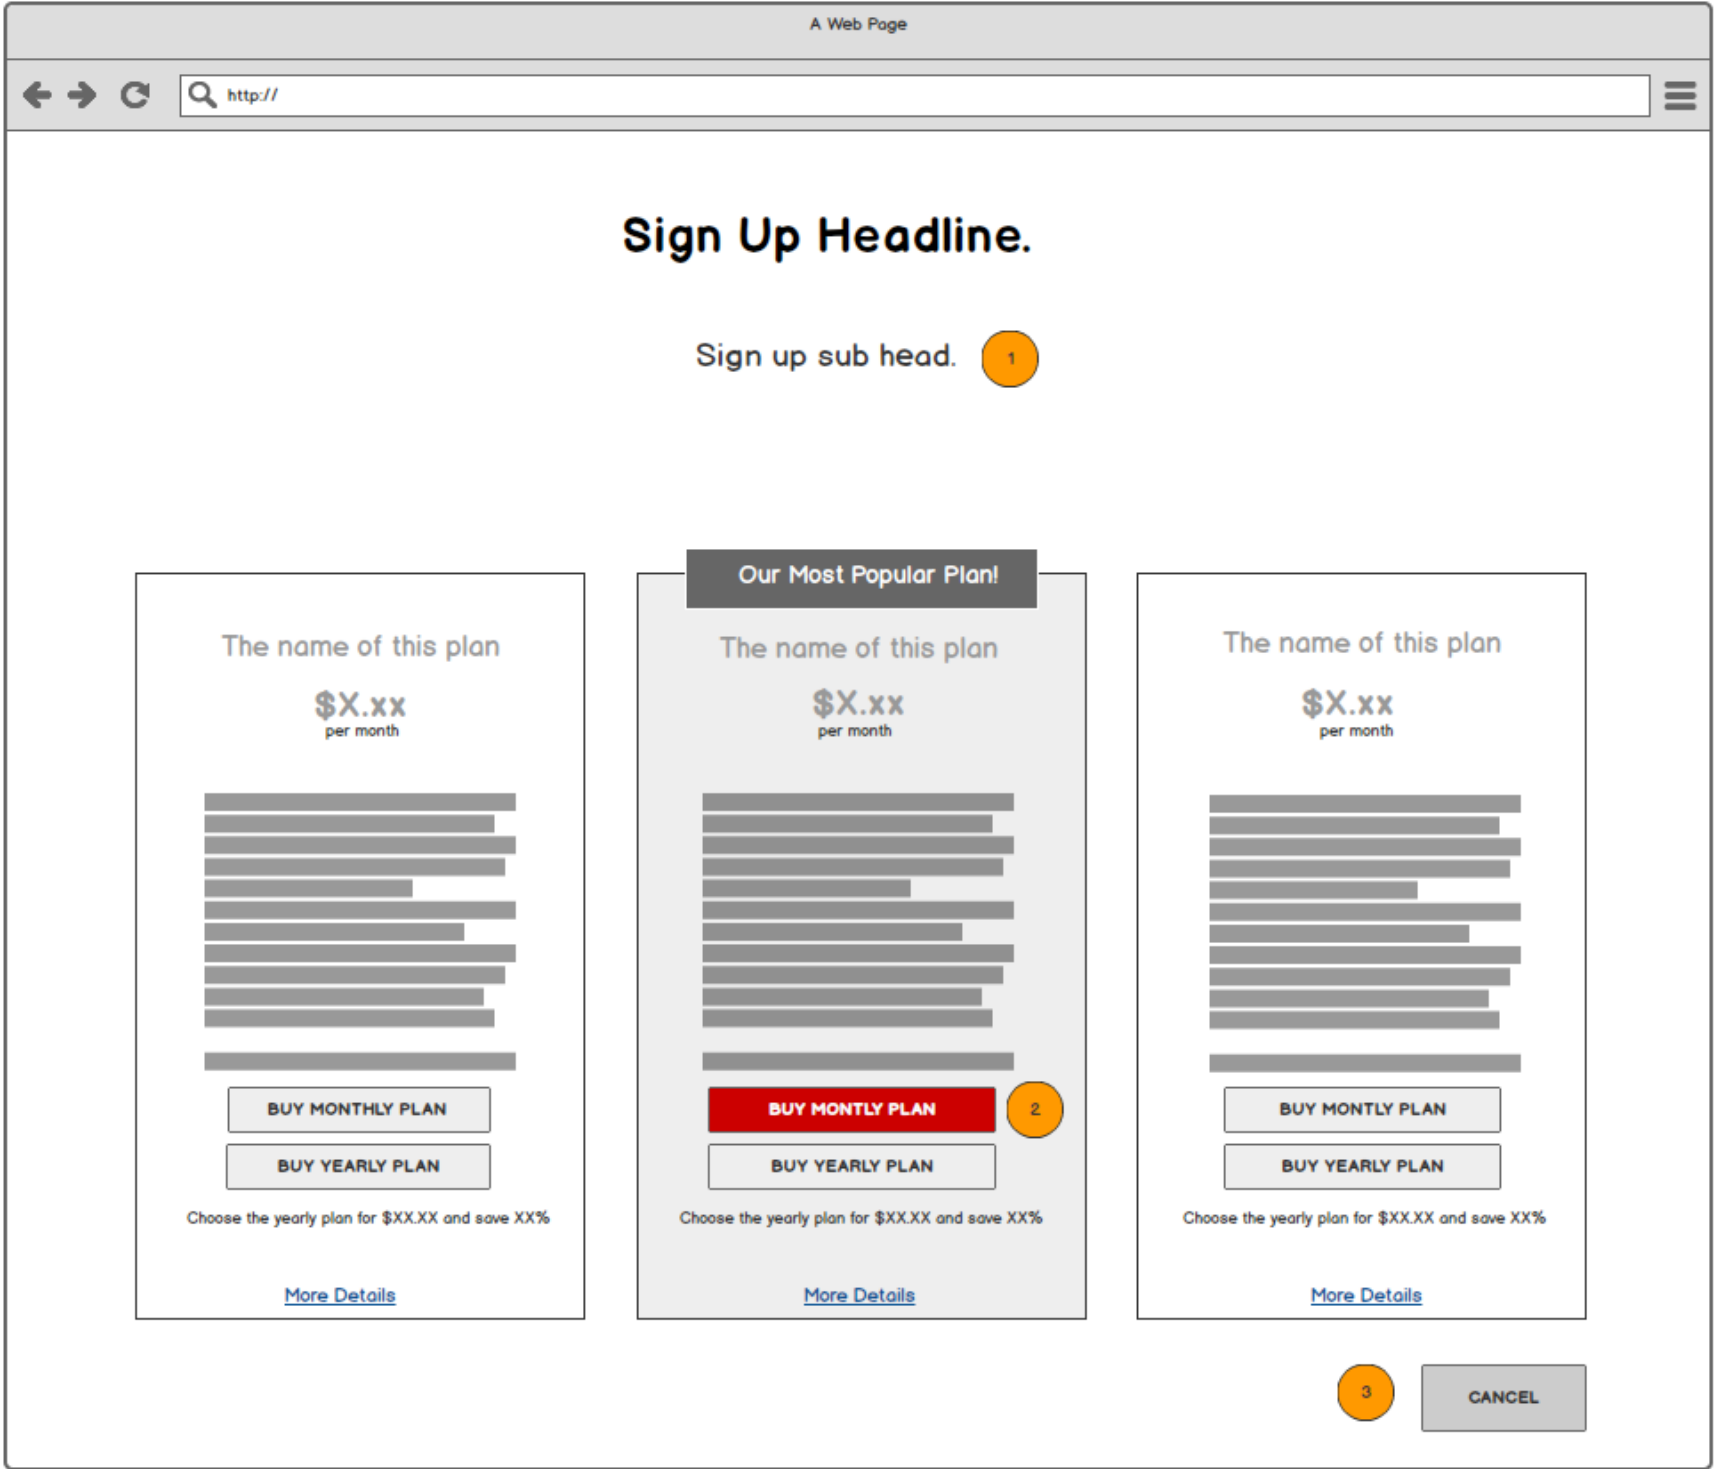 A Web Page
http://
Sign Up Headline.
Sign up sub head.
1
Our Most Popular Plan!
The name of this plan
$X.xx
per month
BUY MONTHLY PLAN
BUY YEARLY PLAN
Choose the yearly plan for $XX.XX and save XX%
More Details
The name of this plan
$X.xx
per month
BUY MONTLY PLAN
2
BUY YEARLY PLAN
Choose the yearly plan for $XX.XX and save XX%
More Details
The name of this plan
$X.xx
per month
BUY MONTLY PLAN
BUY YEARLY PLAN
Choose the yearly plan for $XX.XX and save XX%
More Details
3
CANCEL